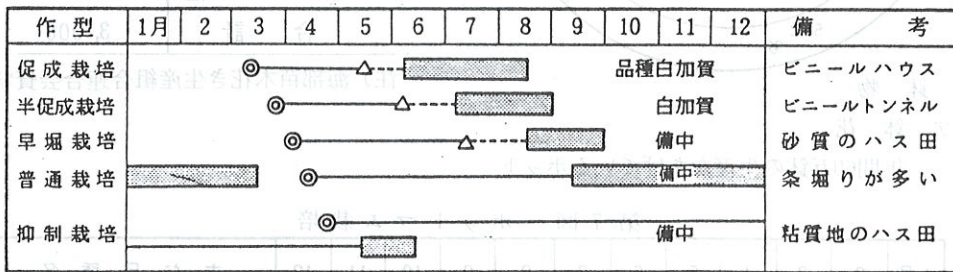 作型 1月 2 3 4 5 6 7 8 9 10 11 12 備考
促成栽培 品種白加賀 ビニールハウス
半促成栽培 白加賀 ビニールトンネル
早堀栽培 備中 砂質のハス田
普通栽培 備中 条堀りが多い
抑制栽培 備中 粘質地のハス田